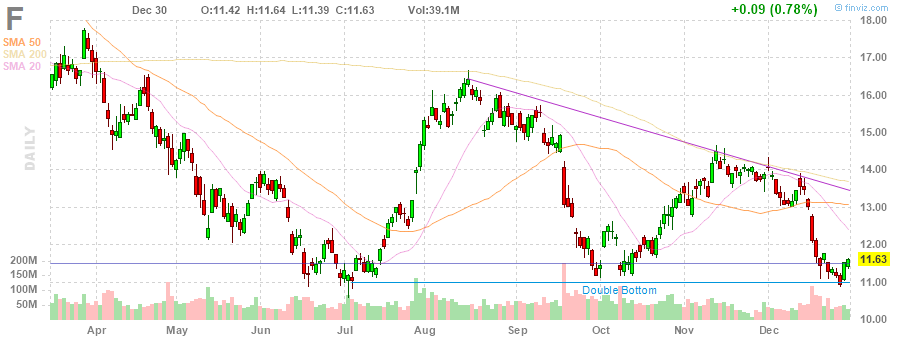 F
Dec 30 O:11.42 H:11.64 L:11.39 C:11.63 Vol:39.1M
+0.09 (0.78%)
© finviz.com
SMA 50
SMA 200
SMA 20
DAILY
18.00
17.00
16.00
15.00
14.00
13.00
12.00
11.63
11.00
10.00
200M
150M
100M
50M
Double Bottom
Apr May Jun Jul Aug Sep Oct Nov Dec